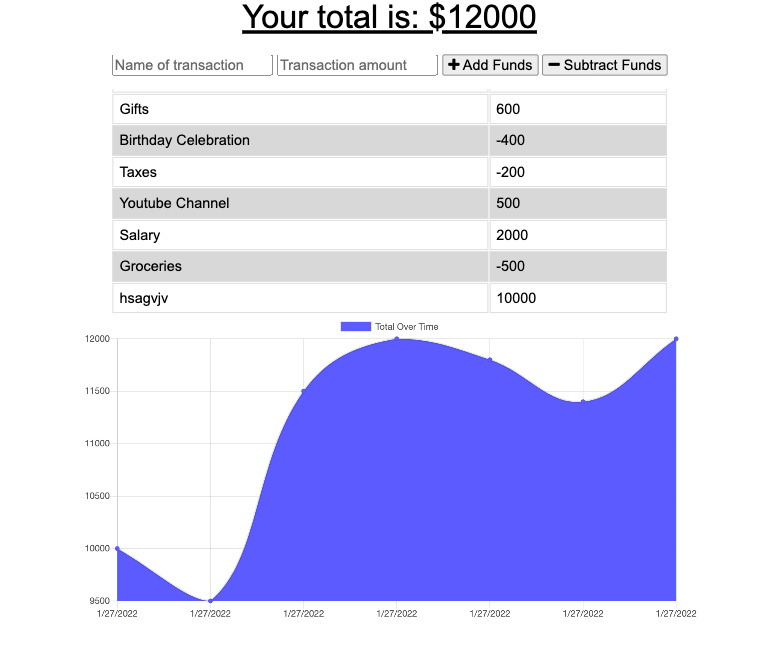 Your total is: $12000
Name of transaction Transaction amount + Add Funds − Subtract Funds
Gifts 600
Birthday Celebration -400
Taxes -200
Youtube Channel 500
Salary 2000
Groceries -500
hsagvjv 10000
Total Over Time
12000
11500
11000
10500
10000
9500
1/27/2022 1/27/2022 1/27/2022 1/27/2022 1/27/2022 1/27/2022 1/27/2022